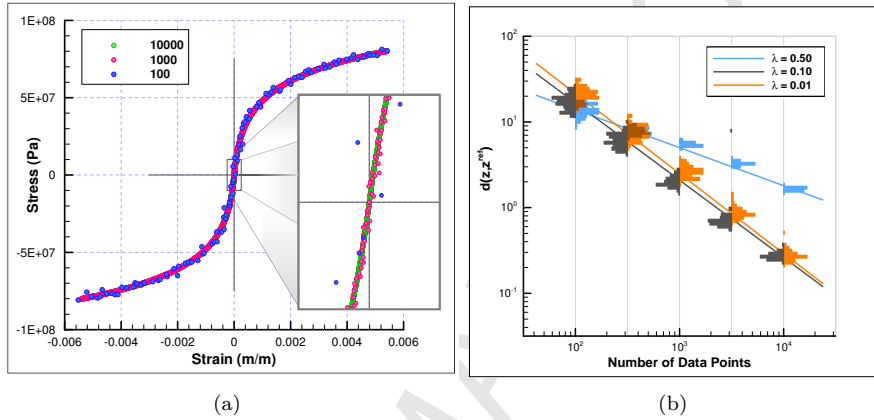 1E+08
10000
1000
100
5E+07
Stress (Pa)
0
-5E+07
-1E+08
-0.006 -0.004 -0.002 0 0.002 0.004 0.006
Strain (m/m)
(a)
10²
λ = 0.50
λ = 0.10
λ = 0.01
10¹
d(z,z^ref)
10⁰
10⁻¹
10² 10³ 10⁴
Number of Data Points
(b)